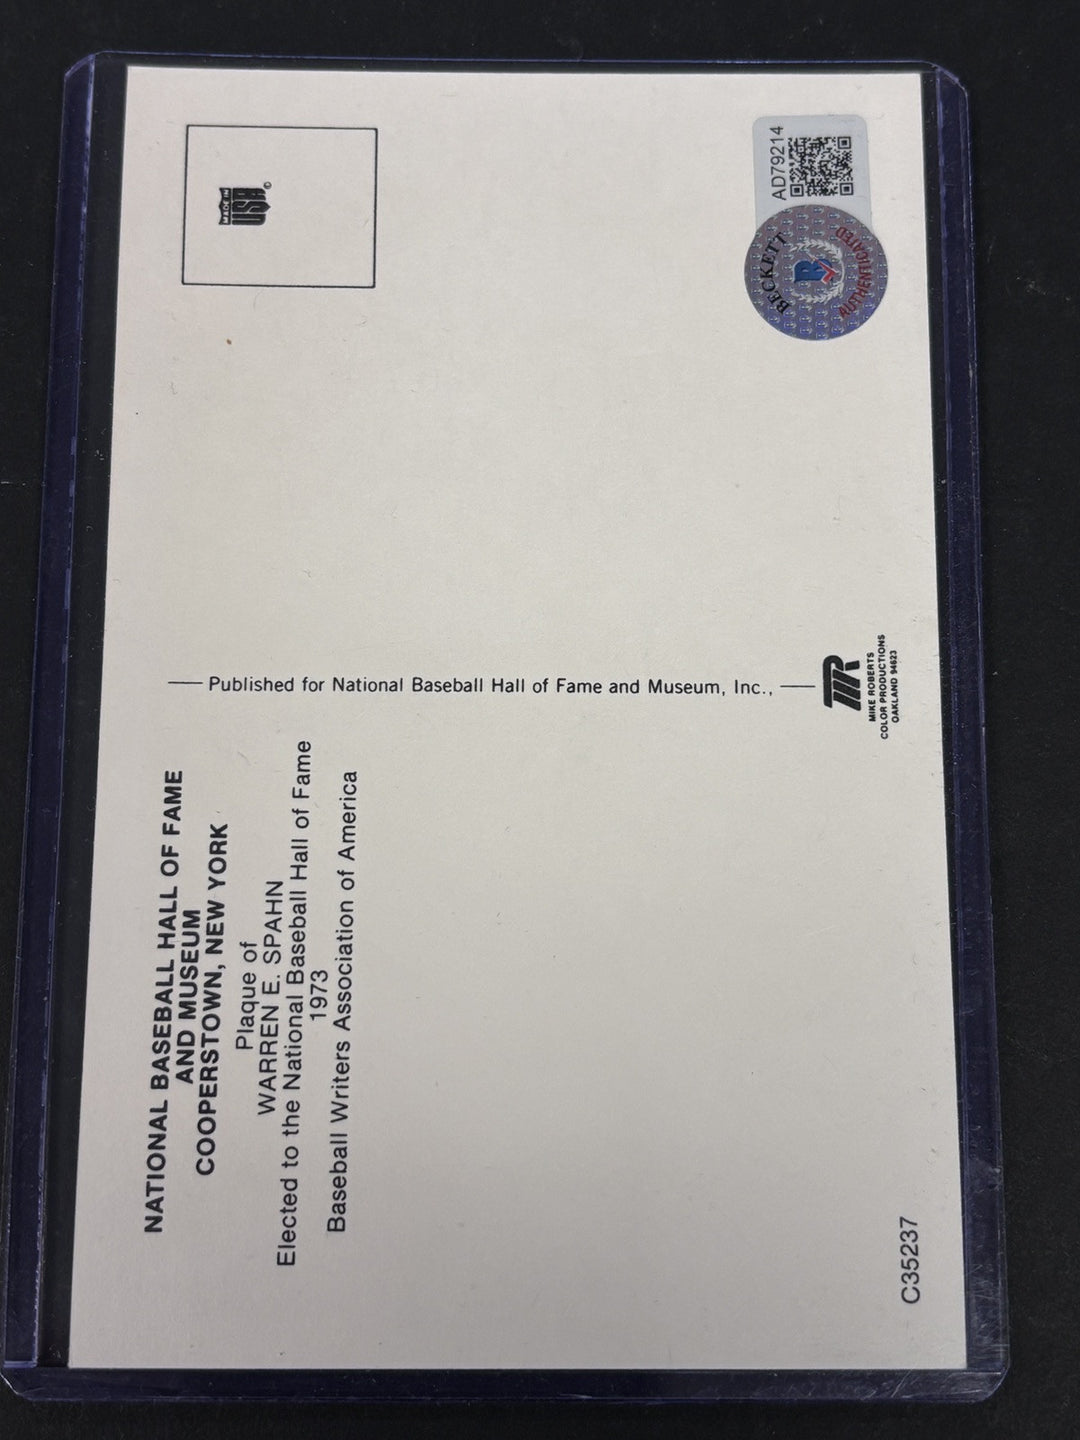 NATIONAL BASEBALL HALL OF FAME
AND MUSEUM
COOPERSTOWN, NEW YORK
Plaque of
WARREN E. SPAHN
Elected to the National Baseball Hall of Fame
1973
Baseball Writers Association of America
C35237
Published for National Baseball Hall of Fame and Museum, Inc.,
MR
MIKE ROBERTS
COLOR PRODUCTIONS
OAKLAND 94623
MADE IN
USA©
AD79214
BECKETT
B
AUTHENTICATED